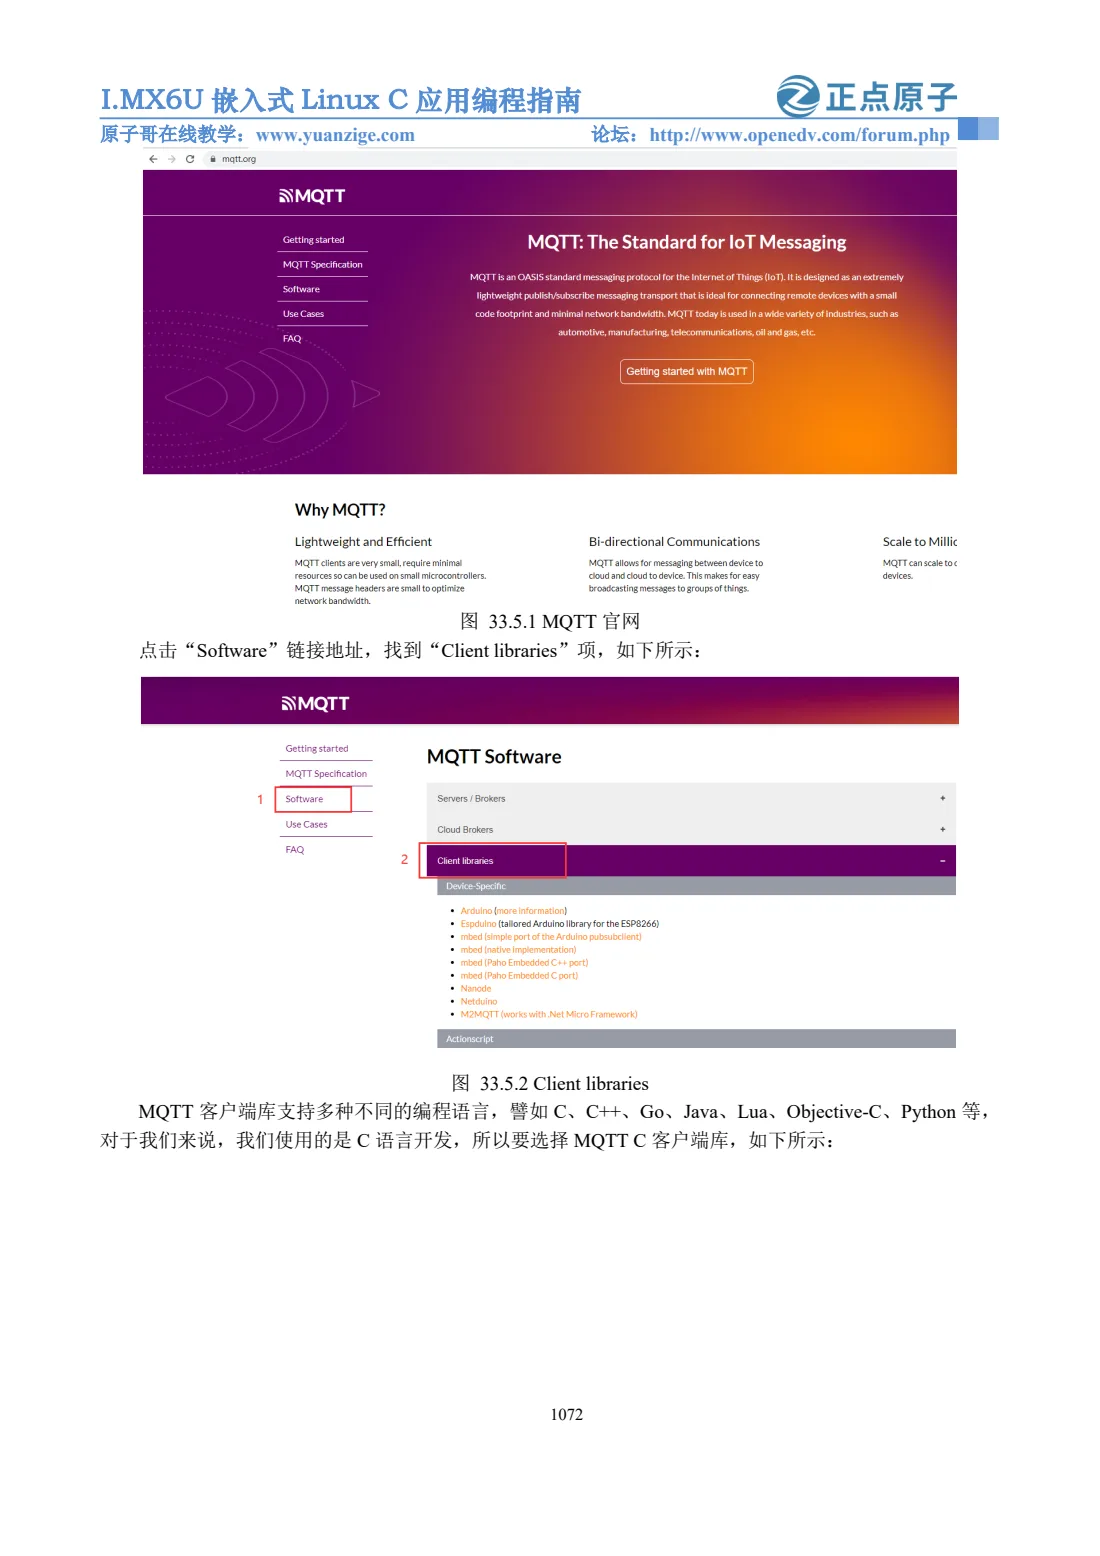 I.MX6U 嵌入式 Linux C 应用编程指南
正点原子
原子哥在线教学：www.yuanzige.com
论坛：http://www.openedv.com/forum.php
mqtt.org
MQTT
Getting started
MQTT Specification
Software
Use Cases
FAQ
MQTT: The Standard for IoT Messaging
MQTT is an OASIS standard messaging protocol for the Internet of Things (IoT). It is designed as an extremely
lightweight publish/subscribe messaging transport that is ideal for connecting remote devices with a small
code footprint and minimal network bandwidth. MQTT today is used in a wide variety of industries, such as
automotive, manufacturing, telecommunications, oil and gas, etc.
Getting started with MQTT
Why MQTT?
Lightweight and Efficient
MQTT clients are very small, require minimal
resources so can be used on small microcontrollers.
MQTT message headers are small to optimize
network bandwidth.
Bi-directional Communications
MQTT allows for messaging between device to
cloud and cloud to device. This makes for easy
broadcasting messages to groups of things.
Scale to Millic
MQTT can scale to c
devices.
图 33.5.1 MQTT 官网
点击“Software”链接地址，找到“Client libraries”项，如下所示：
MQTT
Getting started
MQTT Specification
1
Software
Use Cases
FAQ
MQTT Software
Servers / Brokers +
Cloud Brokers +
2
Client libraries −
Device-Specific
• Arduino (more information)
• Espduino (tailored Arduino library for the ESP8266)
• mbed (simple port of the Arduino pubsubclient)
• mbed (native implementation)
• mbed (Paho Embedded C++ port)
• mbed (Paho Embedded C port)
• Nanode
• Netduino
• M2MQTT (works with .Net Micro Framework)
Actionscript
图 33.5.2 Client libraries
MQTT 客户端库支持多种不同的编程语言，譬如 C、C++、Go、Java、Lua、Objective-C、Python 等，
对于我们来说，我们使用的是 C 语言开发，所以要选择 MQTT C 客户端库，如下所示：
1072